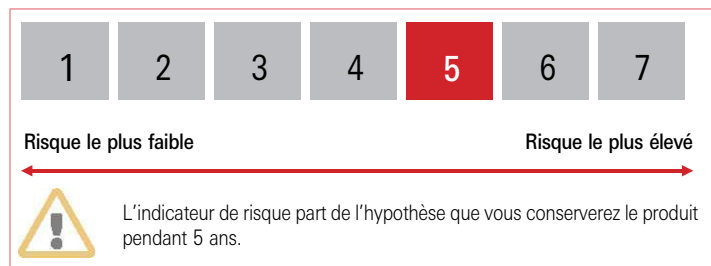 1 2 3 4 5 6 7
Risque le plus faible Risque le plus élevé
L'indicateur de risque part de l'hypothèse que vous conserverez le produit
pendant 5 ans.